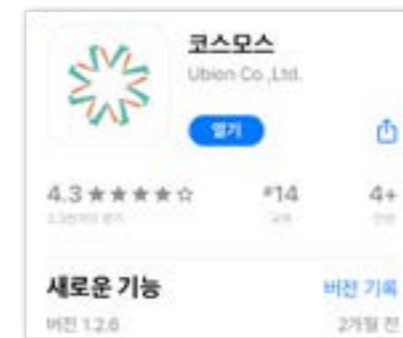 코스모스
Ubion Co.,Ltd.
열기
4.3 ★★★★☆ #14 4+
새로운 기능 버전 기록
버전 1.2.6 2개월 전